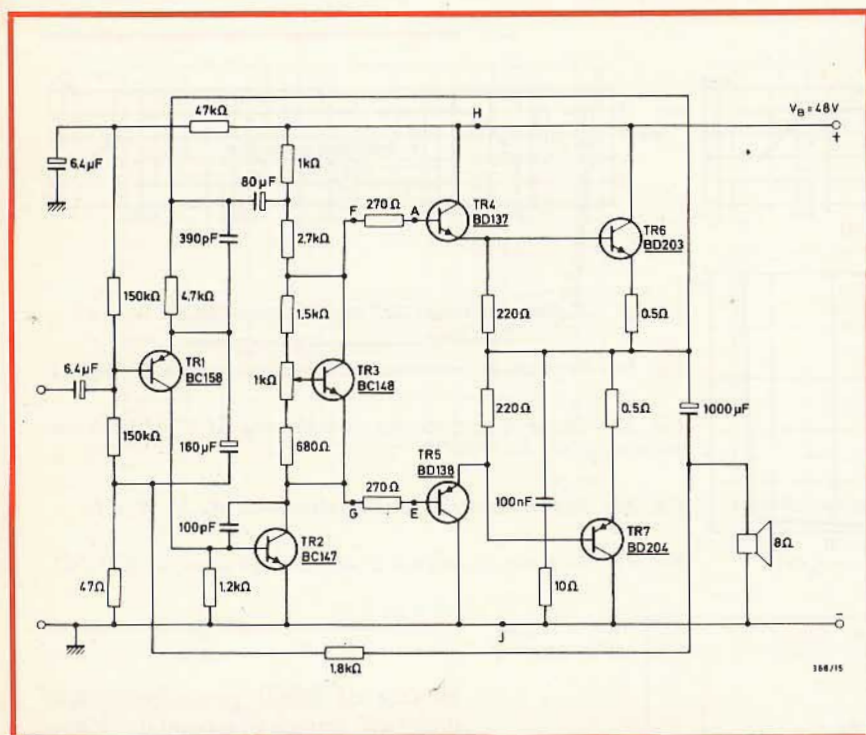 H
V_B = 48V
+
47kΩ
6,4µF
1kΩ
80µF
F
270Ω
A
TR4
BD137
TR6
BD203
390pF
2,7kΩ
150kΩ
4,7kΩ
1,5kΩ
220Ω
0.5Ω
6,4µF
TR1
BC158
1kΩ
TR3
BC148
220Ω
0.5Ω
1000µF
150kΩ
160µF
680Ω
TR5
BD138
270Ω
G
E
100nF
100pF
TR2
BC147
TR7
BD204
8Ω
47Ω
1,2kΩ
10Ω
J
-
1,8kΩ
368/15